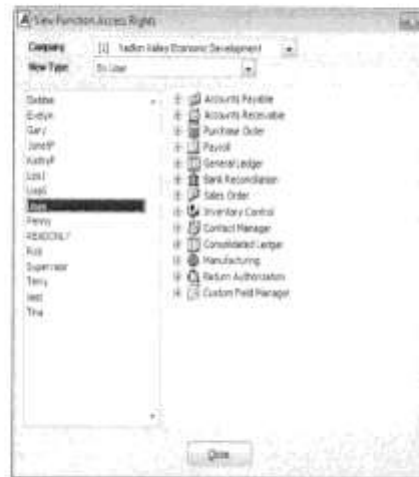 View Function Access Rights
Company [1] Yadkin Valley Economic Development
View Type By User
Debbie
Evelyn
Gary
JaneP
KathyP
Lisa
Penny
READONLY
Rick
Supervisor
Terry
test
Tina
Accounts Payable
Accounts Receivable
Purchase Order
Payroll
General Ledger
Bank Reconciliation
Sales Order
Inventory Control
Contact Manager
Consolidated Ledger
Manufacturing
Return Authorization
Custom Field Manager
Close